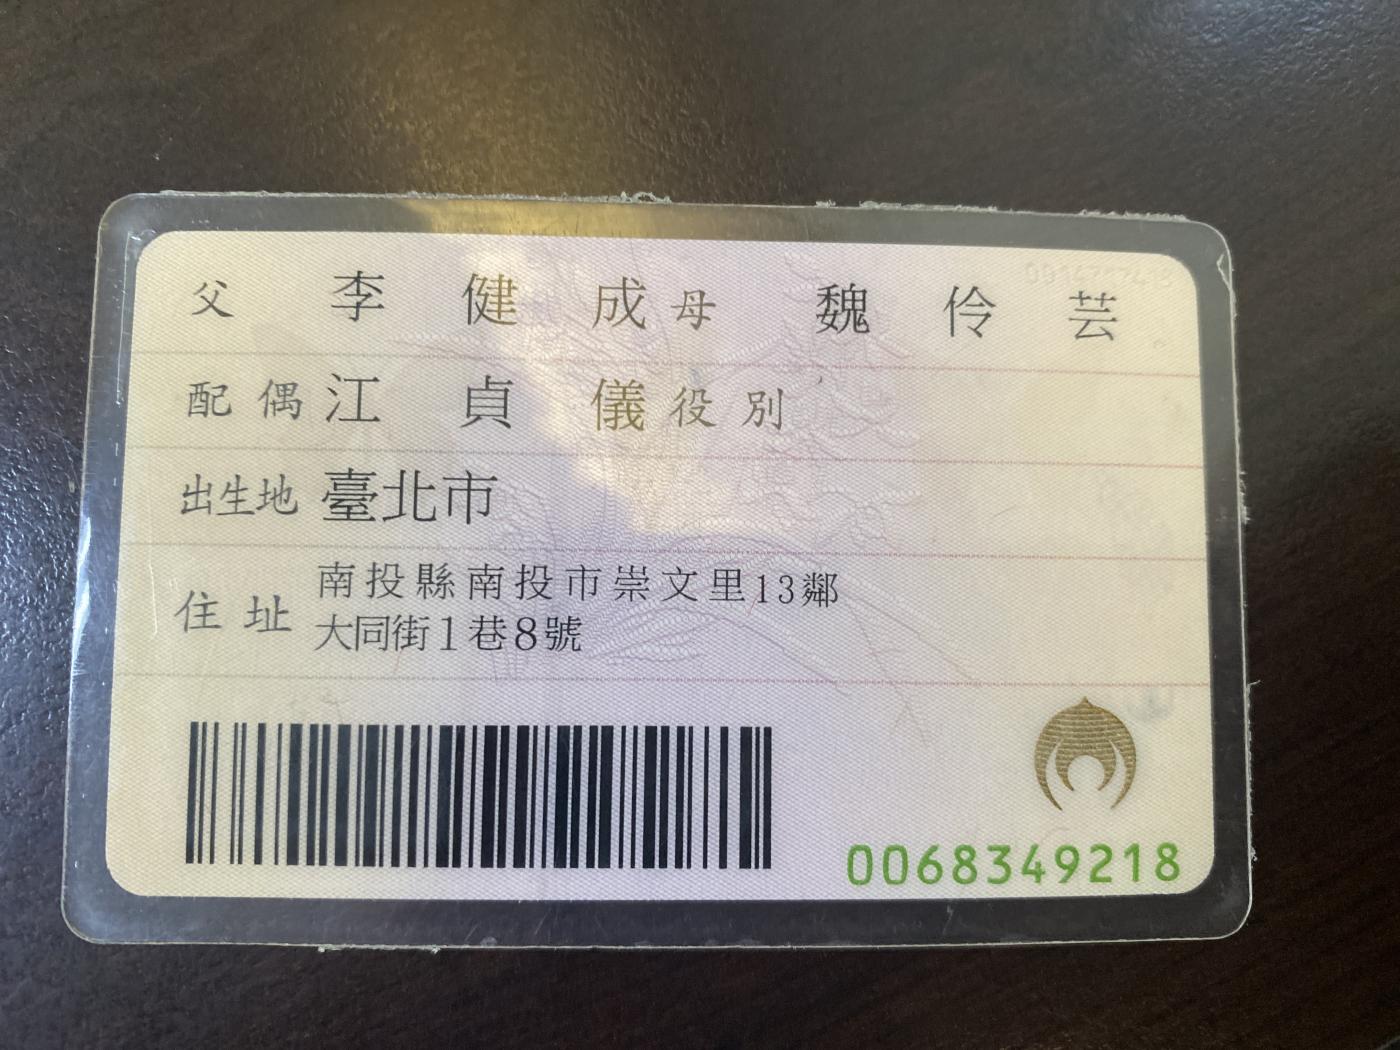 父 李健成 母 魏伶芸
配偶 江貞儀 役別
出生地 臺北市
住址 南投縣南投市崇文里13鄰
大同街1巷8號
0068349218